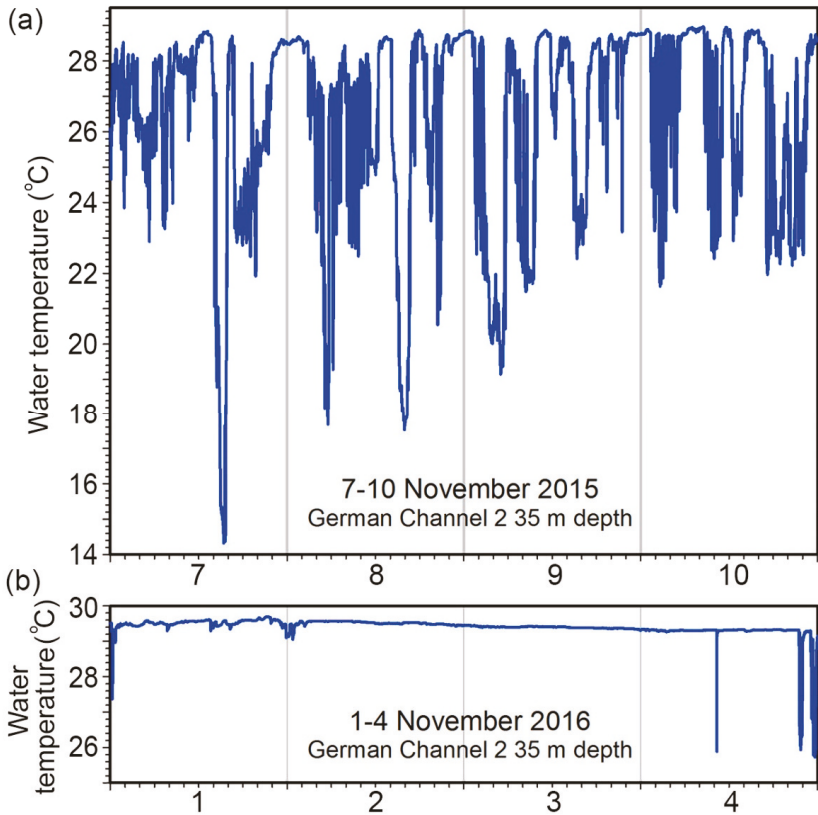 (a)
Water temperature (°C)
28
26
24
22
20
18
16
14
7-10 November 2015
German Channel 2 35 m depth
7 8 9 10
(b)
Water
temperature (°C)
30
28
26
1-4 November 2016
German Channel 2 35 m depth
1 2 3 4